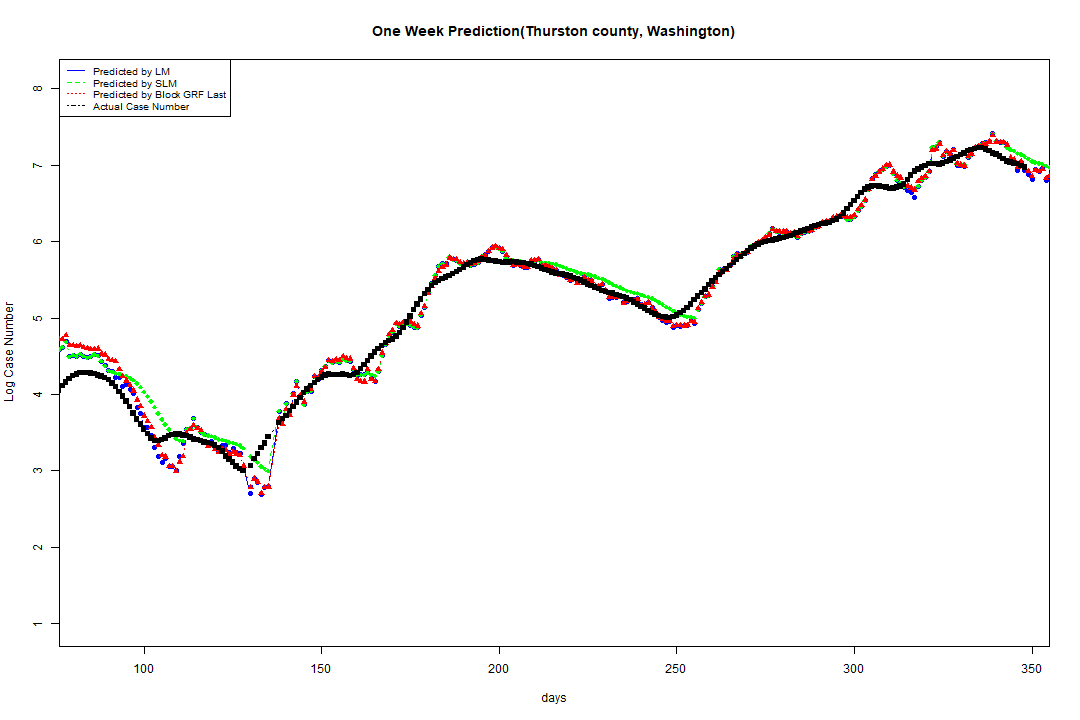 One Week Prediction(Thurston county, Washington)
Predicted by LM
Predicted by SLM
Predicted by Block GRF Last
Actual Case Number
8
7
6
5
4
3
2
1
Log Case Number
100 150 200 250 300 350
days